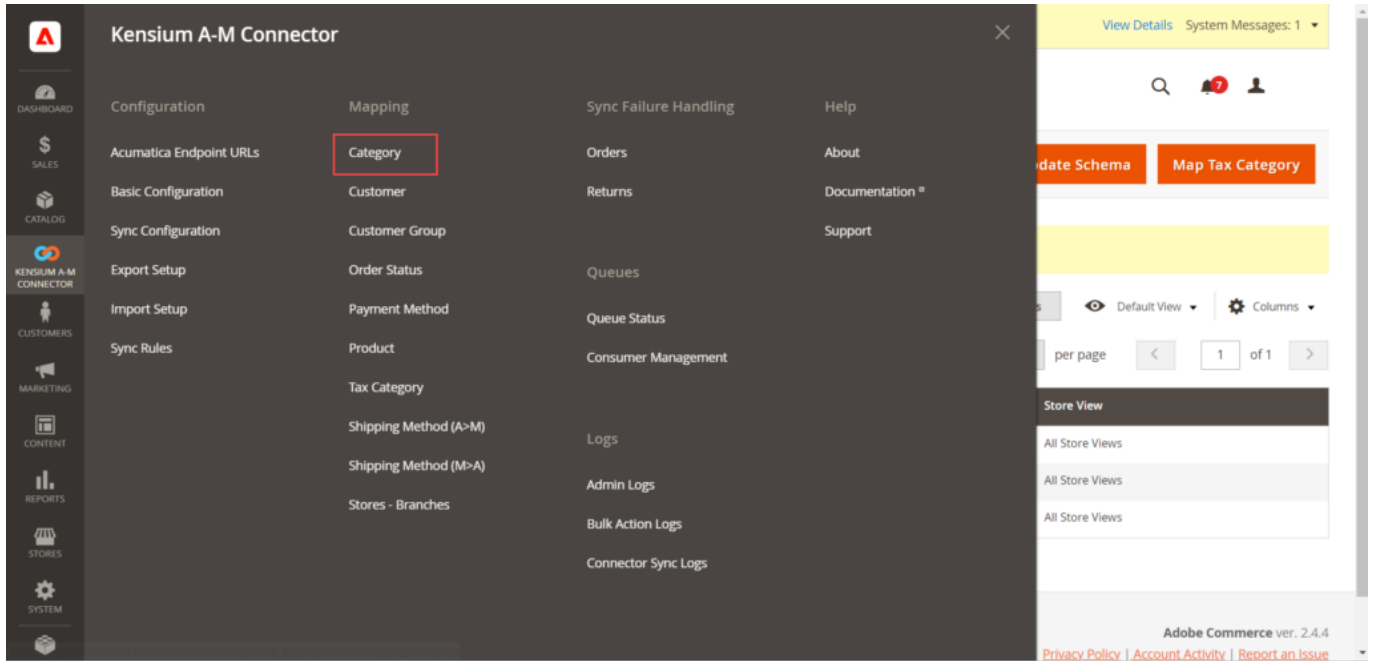 Kensium A-M Connector
View Details System Messages: 1
7
DASHBOARD
SALES
CATALOG
KENSIUM A-M
CONNECTOR
CUSTOMERS
MARKETING
CONTENT
REPORTS
STORES
SYSTEM
Configuration
Acumatica Endpoint URLs
Basic Configuration
Sync Configuration
Export Setup
Import Setup
Sync Rules
Mapping
Category
Customer
Customer Group
Order Status
Payment Method
Product
Tax Category
Shipping Method (A>M)
Shipping Method (M>A)
Stores - Branches
Sync Failure Handling
Orders
Returns
Queues
Queue Status
Consumer Management
Logs
Admin Logs
Bulk Action Logs
Connector Sync Logs
Help
About
Documentation
Support
date Schema Map Tax Category
s Default View Columns
per page 1 of 1
Store View
All Store Views
All Store Views
All Store Views
Adobe Commerce ver. 2.4.4
Privacy Policy | Account Activity | Report an Issue